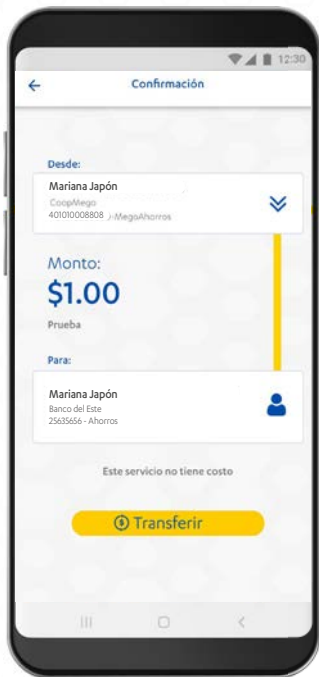 12:30
Confirmación
Desde:
Mariana Japón
CoopMego
401010008808 - MegoAhorros
Monto:
$1.00
Prueba
Para:
Mariana Japón
Banco del Este
25635656 - Ahorros
Este servicio no tiene costo
Transferir